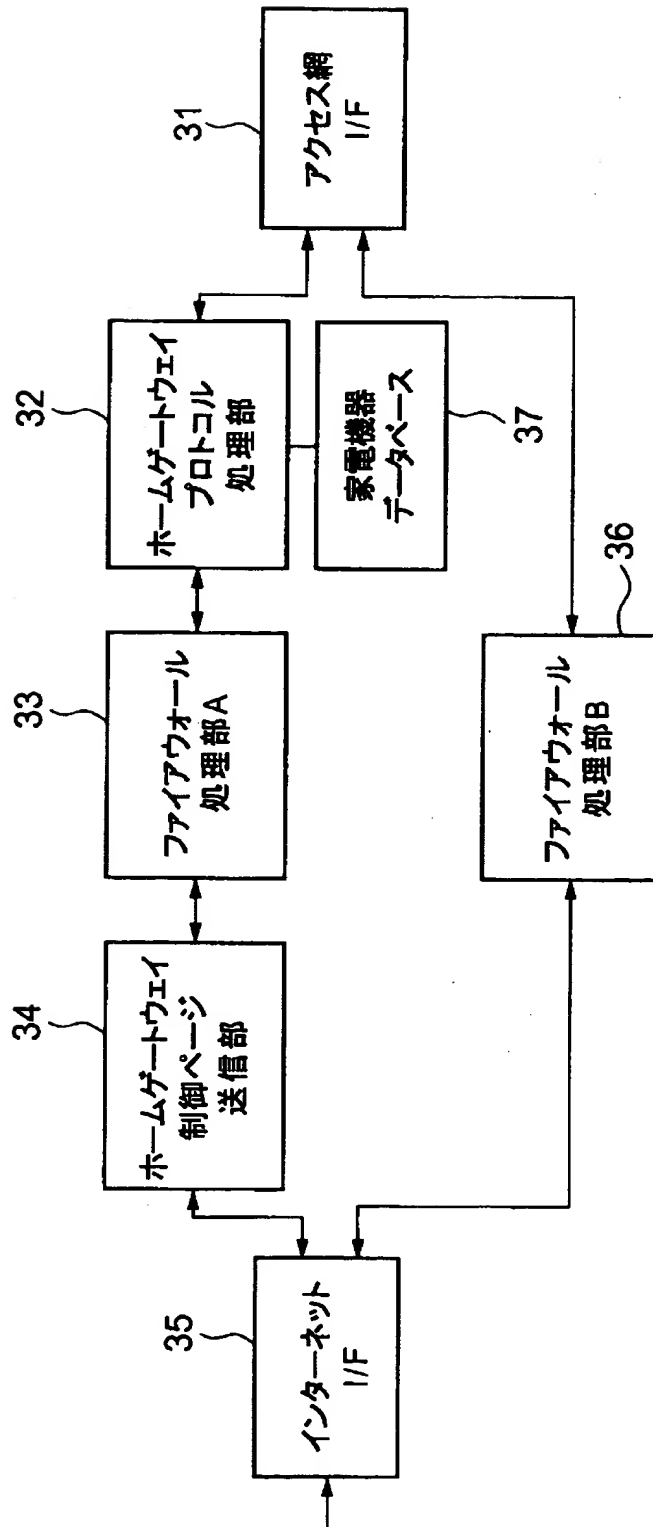 31
アクセス網
I/F
32
ホームゲートウェイ
プロトコル
処理部
家電機器
データベース
37
33
ファイアウォール
処理部A
34
ホームゲートウェイ
制御ページ
送信部
35
インターネット
I/F
ファイアウォール
処理部B
36